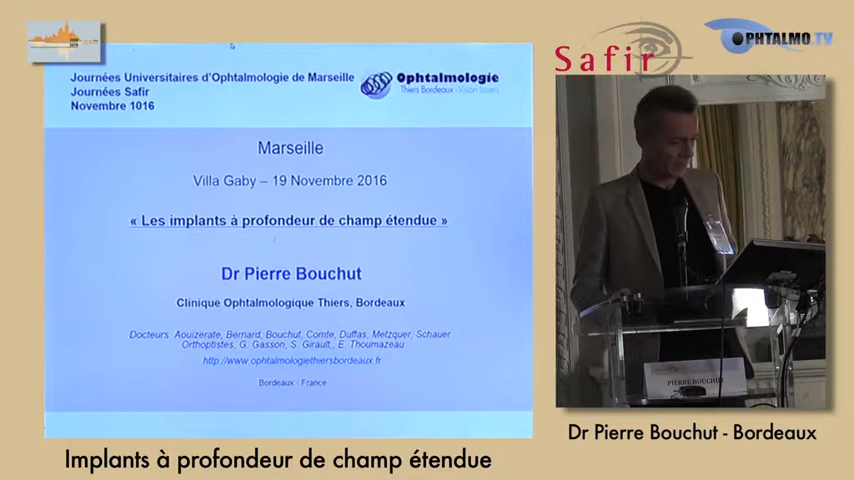 Journées Universitaires d'Ophtalmologie de Marseille
Journées Safir
Novembre 1016
Ophtalmologie
Thiers Bordeaux - Vision Lasers
Marseille
Villa Gaby – 19 Novembre 2016
« Les implants à profondeur de champ étendue »
Dr Pierre Bouchut
Clinique Ophtalmologique Thiers, Bordeaux
Docteurs Aouizerate, Bernard, Bouchut, Comte, Duffas, Metzquer, Schauer
Orthoptistes, G. Gasson, S. Girault,, E. Thoumazeau
http://www.ophtalmologiethiersbordeaux.fr
Bordeaux - France
Implants à profondeur de champ étendue
Safir
OPHTALMO.TV
PIERRE BOUCHUT
Dr Pierre Bouchut - Bordeaux